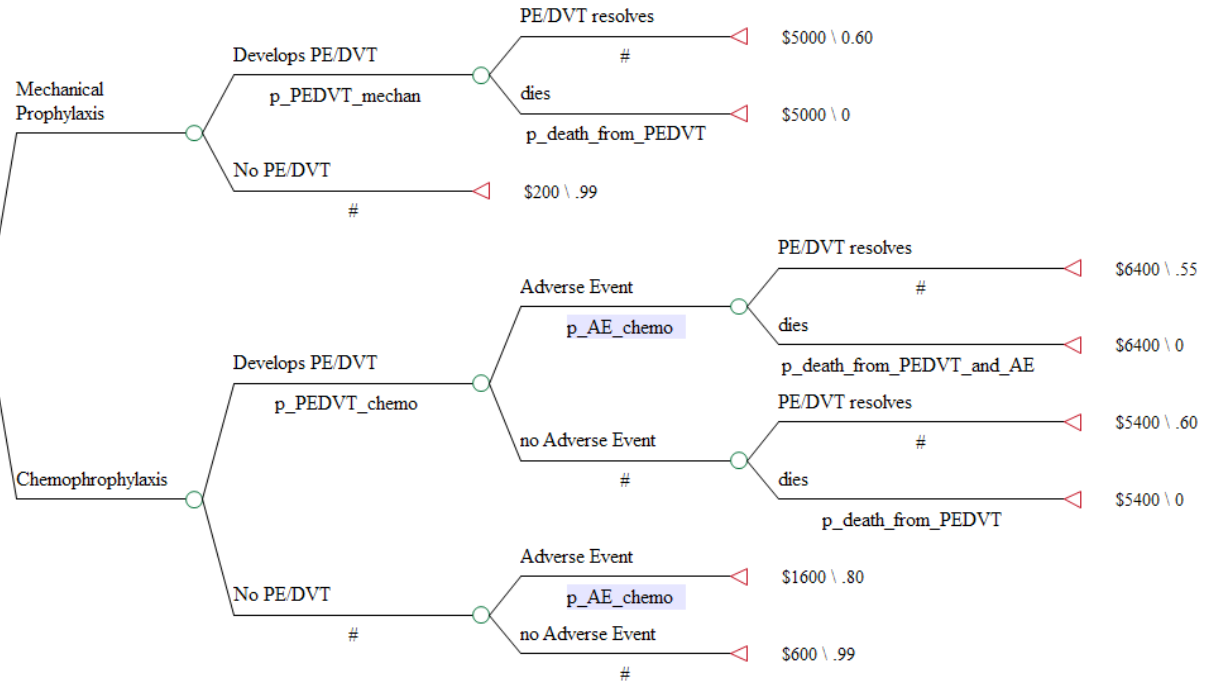 PE/DVT resolves
$5000 \ 0.60
#
Develops PE/DVT
p_PEDVT_mechan
dies
$5000 \ 0
p_death_from_PEDVT
Mechanical
Prophylaxis
No PE/DVT
$200 \ .99
#
PE/DVT resolves
$6400 \ .55
#
Adverse Event
p_AE_chemo
dies
$6400 \ 0
p_death_from_PEDVT_and_AE
Develops PE/DVT
p_PEDVT_chemo
PE/DVT resolves
$5400 \ .60
#
no Adverse Event
#
dies
$5400 \ 0
p_death_from_PEDVT
Chemophrophylaxis
Adverse Event
$1600 \ .80
p_AE_chemo
No PE/DVT
#
no Adverse Event
$600 \ .99
#